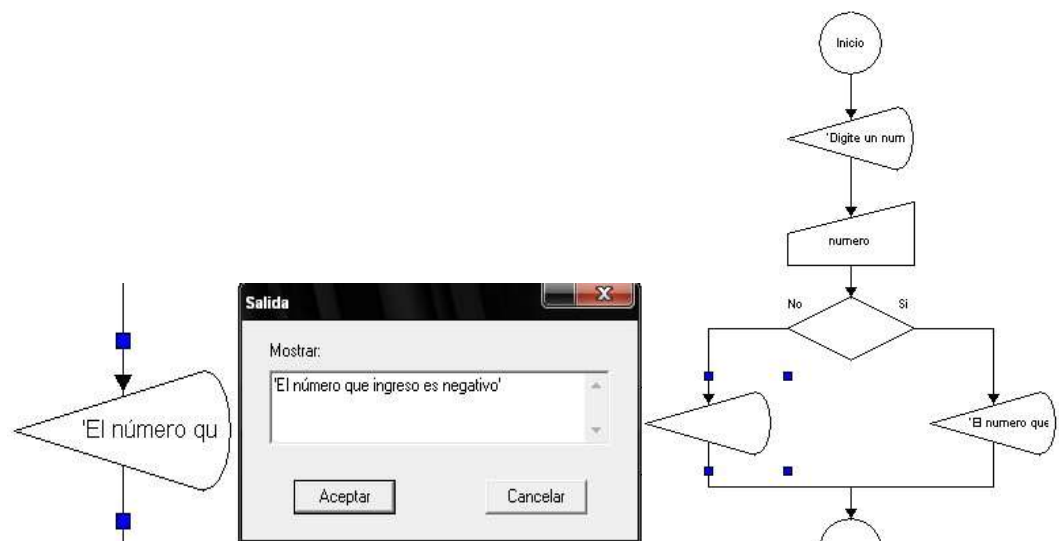 Inicio
'Digite un num
numero
No
Si
'El numero que
'El número qu
Salida
Mostrar:
'El número que ingreso es negativo'
Aceptar
Cancelar